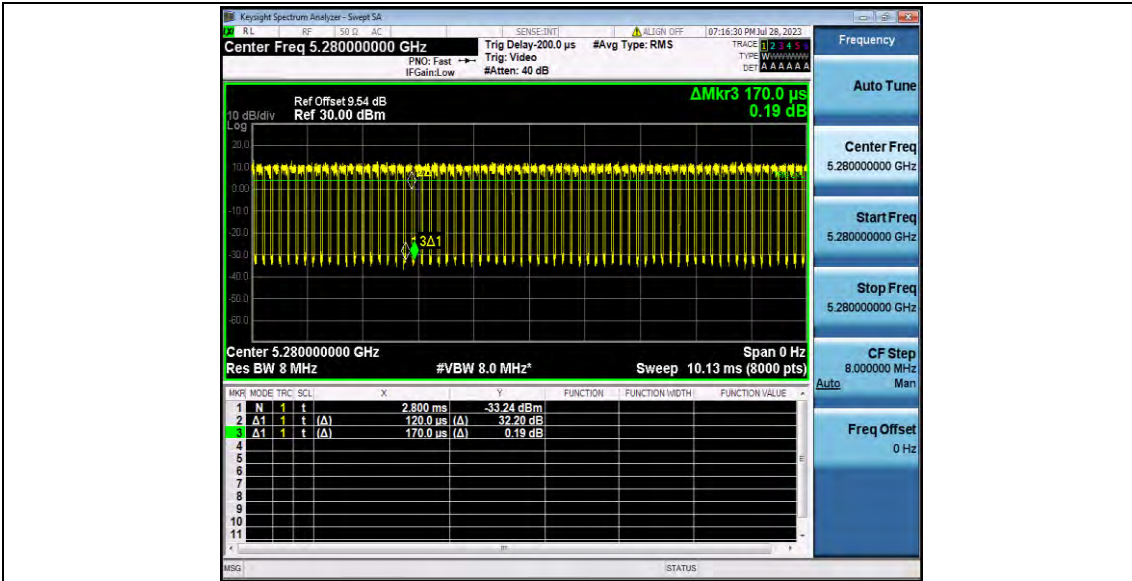 Keysight Spectrum Analyzer - Swept SA
RL RF 50 Ω AC SENSE:INT ALIGN OFF 07:16:30 PM Jul 28, 2023
Center Freq 5.280000000 GHz
PNO: Fast
IFGain:Low
Trig Delay-200.0 µs
Trig: Video
#Atten: 40 dB
#Avg Type: RMS
TRACE 1 2 3 4 5
TYPE W
DET A A A A A A
Frequency
ΔMkr3 170.0 µs
0.19 dB
Ref Offset 9.54 dB
10 dB/div Ref 30.00 dBm
Log
20.0
10.0
0.00
-10.0
-20.0
-30.0
-40.0
-50.0
-60.0
3Δ1
Center 5.280000000 GHz Span 0 Hz
Res BW 8 MHz #VBW 8.0 MHz* Sweep 10.13 ms (8000 pts)
MKR MODE TRC SCL X Y FUNCTION FUNCTION WIDTH FUNCTION VALUE
1 N 1 t 2.800 ms -33.24 dBm
2 Δ1 1 t (Δ) 120.0 µs (Δ) 32.20 dB
3 Δ1 1 t (Δ) 170.0 µs (Δ) 0.19 dB
4
5
6
7
8
9
10
11
MSG STATUS
Auto Tune
Center Freq
5.280000000 GHz
Start Freq
5.280000000 GHz
Stop Freq
5.280000000 GHz
CF Step
8.000000 MHz
Auto Man
Freq Offset
0 Hz